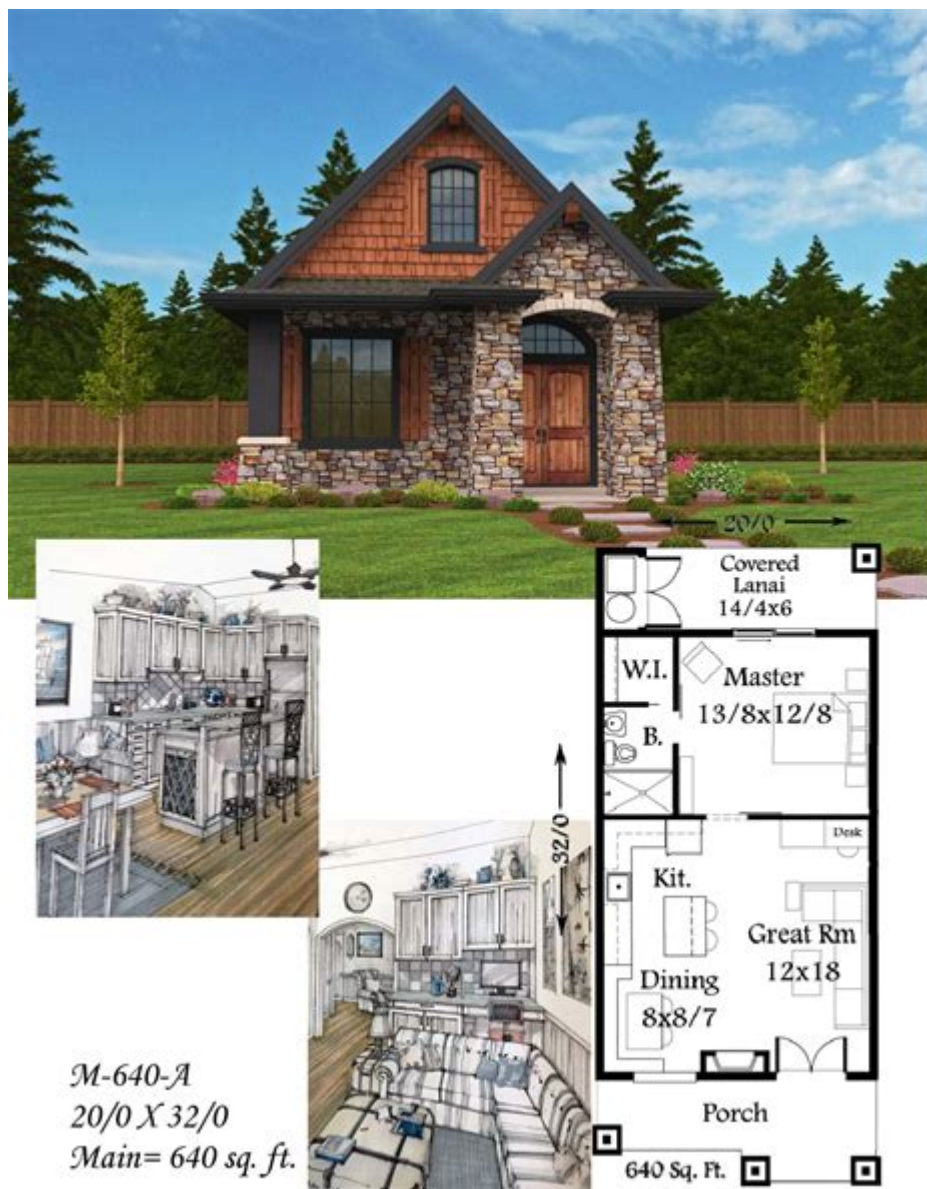 20/0
Covered
Lanai
14/4x6
W.I.
Master
13/8x12/8
B.
32/0
Desk
Kit.
Great Rm
12x18
Dining
8x8/7
Porch
640 Sq. Ft.
M-640-A
20/0 X 32/0
Main= 640 sq. ft.